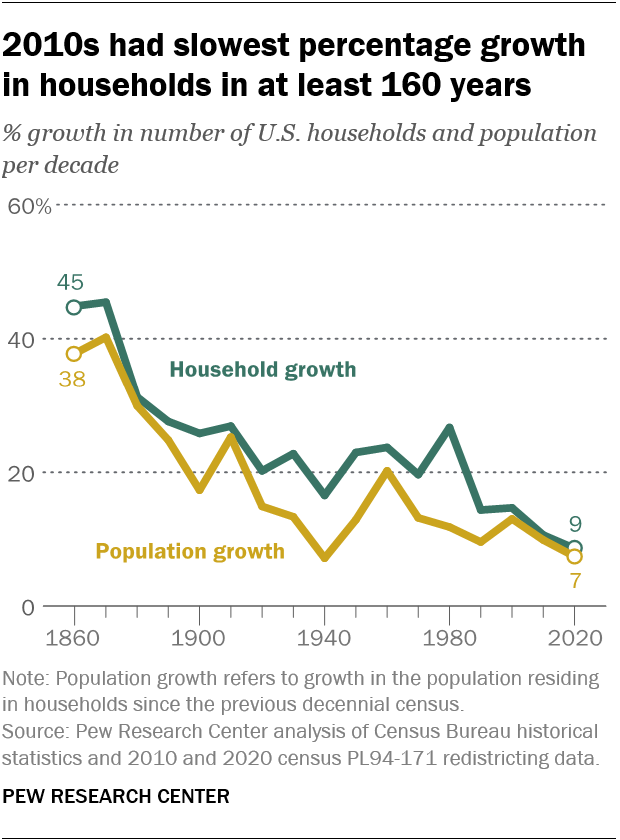 2010s had slowest percentage growth
in households in at least 160 years
% growth in number of U.S. households and population
per decade
60%
45
40
38
Household growth
20
9
Population growth
7
0
1860 1900 1940 1980 2020
Note: Population growth refers to growth in the population residing
in households since the previous decennial census.
Source: Pew Research Center analysis of Census Bureau historical
statistics and 2010 and 2020 census PL94-171 redistricting data.
PEW RESEARCH CENTER